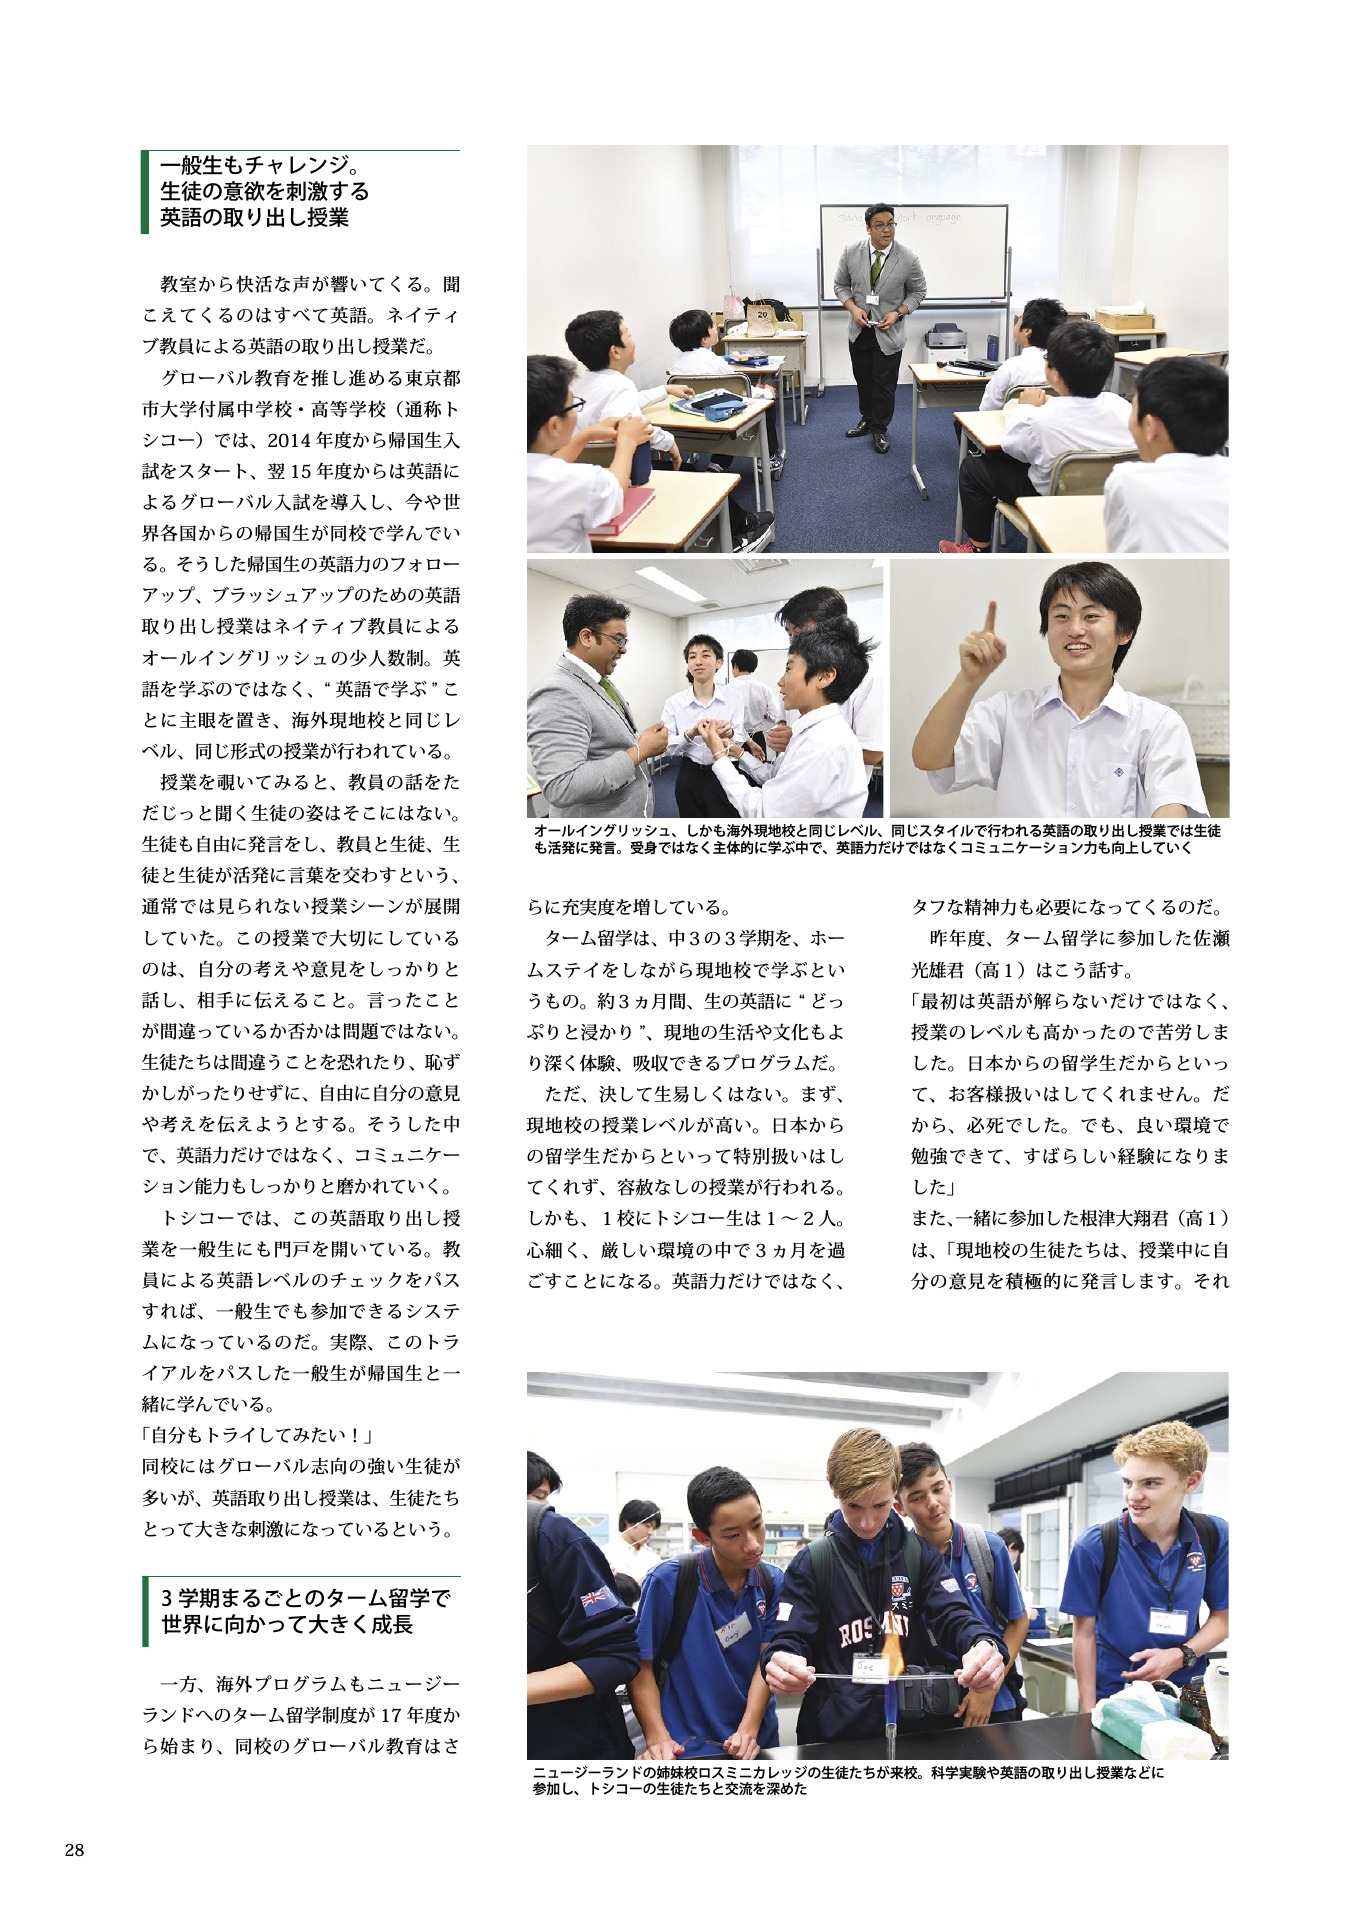 一般生もチャレンジ。
生徒の意欲を刺激する
英語の取り出し授業
教室から快活な声が響いてくる。聞
こえてくるのはすべて英語。ネイティ
ブ教員による英語の取り出し授業だ。
グローバル教育を推し進める東京都
市大学付属中学校・高等学校（通称ト
シコー）では、2014 年度から帰国生入
試をスタート、翌 15 年度からは英語に
よるグローバル入試を導入し、今や世
界各国からの帰国生が同校で学んでい
る。そうした帰国生の英語力のフォロー
アップ、ブラッシュアップのための英語
取り出し授業はネイティブ教員による
オールイングリッシュの少人数制。英
語を学ぶのではなく、“ 英語で学ぶ ” こ
とに主眼を置き、海外現地校と同じレ
ベル、同じ形式の授業が行われている。
授業を覗いてみると、教員の話をた
だじっと聞く生徒の姿はそこにはない。
生徒も自由に発言をし、教員と生徒、生
徒と生徒が活発に言葉を交わすという、
通常では見られない授業シーンが展開
していた。この授業で大切にしている
のは、自分の考えや意見をしっかりと
話し、相手に伝えること。言ったこと
が間違っているか否かは問題ではない。
生徒たちは間違うことを恐れたり、恥ず
かしがったりせずに、自由に自分の意見
や考えを伝えようとする。そうした中
で、英語力だけではなく、コミュニケー
ション能力もしっかりと磨かれていく。
トシコーでは、この英語取り出し授
業を一般生にも門戸を開いている。教
員による英語レベルのチェックをパス
すれば、一般生でも参加できるシステ
ムになっているのだ。実際、このトラ
イアルをパスした一般生が帰国生と一
緒に学んでいる。
「自分もトライしてみたい！」
同校にはグローバル志向の強い生徒が
多いが、英語取り出し授業は、生徒たち
とって大きな刺激になっているという。
3 学期まるごとのターム留学で
世界に向かって大きく成長
一方、海外プログラムもニュージー
ランドへのターム留学制度が 17 年度か
ら始まり、同校のグローバル教育はさ
slang
short language
20
オールイングリッシュ、しかも海外現地校と同じレベル、同じスタイルで行われる英語の取り出し授業では生徒
も活発に発言。受身ではなく主体的に学ぶ中で、英語力だけではなくコミュニケーション力も向上していく
らに充実度を増している。
ターム留学は、中３の３学期を、ホー
ムステイをしながら現地校で学ぶとい
うもの。約３ヵ月間、生の英語に “ どっ
ぷりと浸かり ”、現地の生活や文化もよ
り深く体験、吸収できるプログラムだ。
ただ、決して生易しくはない。まず、
現地校の授業レベルが高い。日本から
の留学生だからといって特別扱いはし
てくれず、容赦なしの授業が行われる。
しかも、１校にトシコー生は１～２人。
心細く、厳しい環境の中で３ヵ月を過
ごすことになる。英語力だけではなく、
タフな精神力も必要になってくるのだ。
昨年度、ターム留学に参加した佐瀬
光雄君（高１）はこう話す。
「最初は英語が解らないだけではなく、
授業のレベルも高かったので苦労しま
した。日本からの留学生だからといっ
て、お客様扱いはしてくれません。だ
から、必死でした。でも、良い環境で
勉強できて、すばらしい経験になりま
した」
また、一緒に参加した根津大翔君（高１）
は、「現地校の生徒たちは、授業中に自
分の意見を積極的に発言します。それ
Joe
ニュージーランドの姉妹校ロスミニカレッジの生徒たちが来校。科学実験や英語の取り出し授業などに
参加し、トシコーの生徒たちと交流を深めた
28